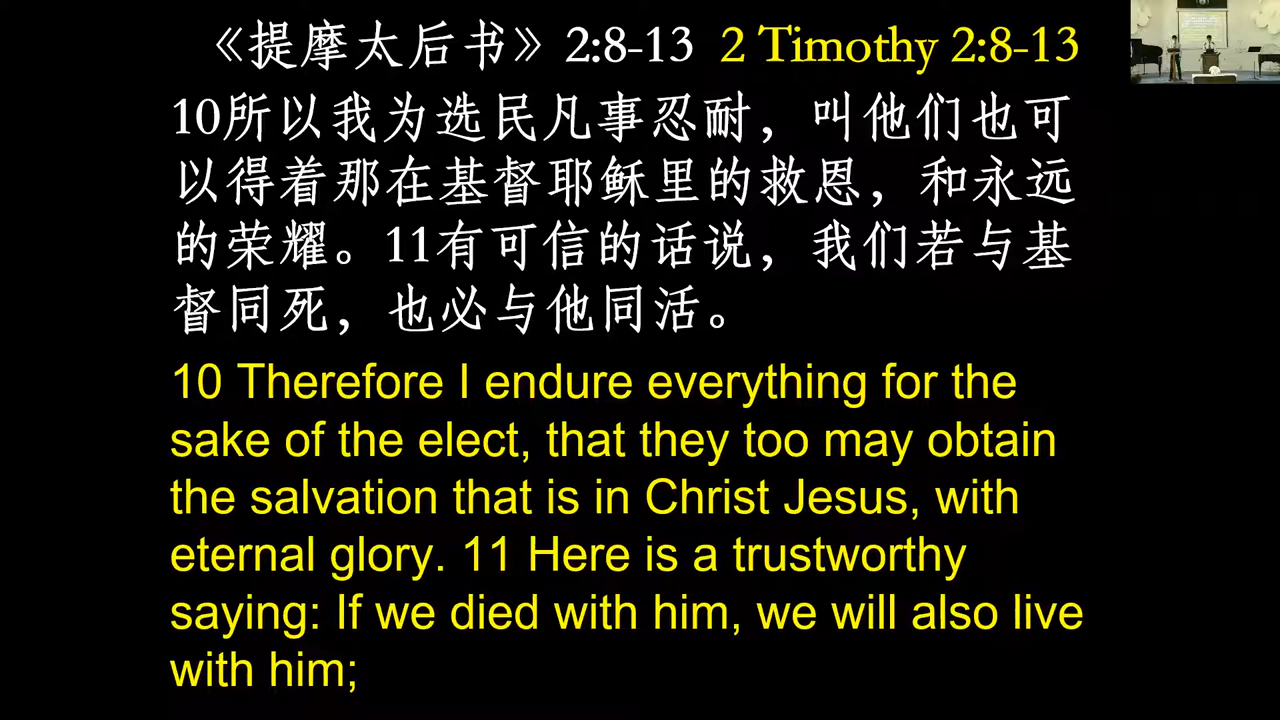 《提摩太后书》2:8-13 2 Timothy 2:8-13
10所以我为选民凡事忍耐，叫他们也可
以得着那在基督耶稣里的救恩，和永远
的荣耀。11有可信的话说，我们若与基
督同死，也必与他同活。
10 Therefore I endure everything for the
sake of the elect, that they too may obtain
the salvation that is in Christ Jesus, with
eternal glory. 11 Here is a trustworthy
saying: If we died with him, we will also live
with him;